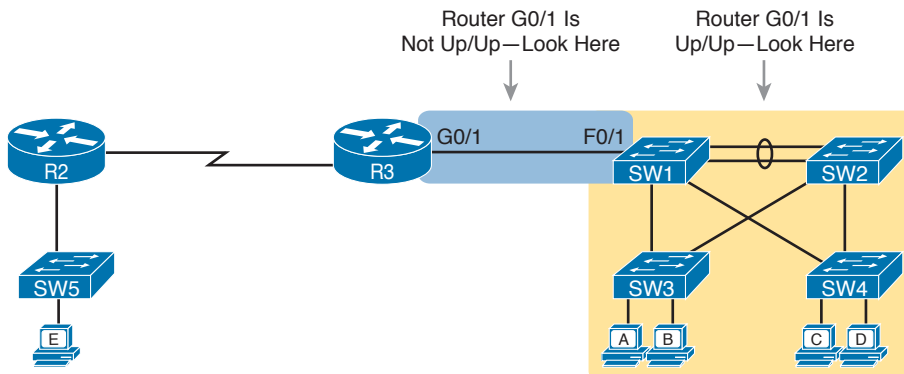 Router G0/1 Is
Not Up/Up—Look Here
Router G0/1 Is
Up/Up—Look Here
G0/1
F0/1
R2
R3
SW1
SW2
SW5
SW3
SW4
E
A
B
C
D